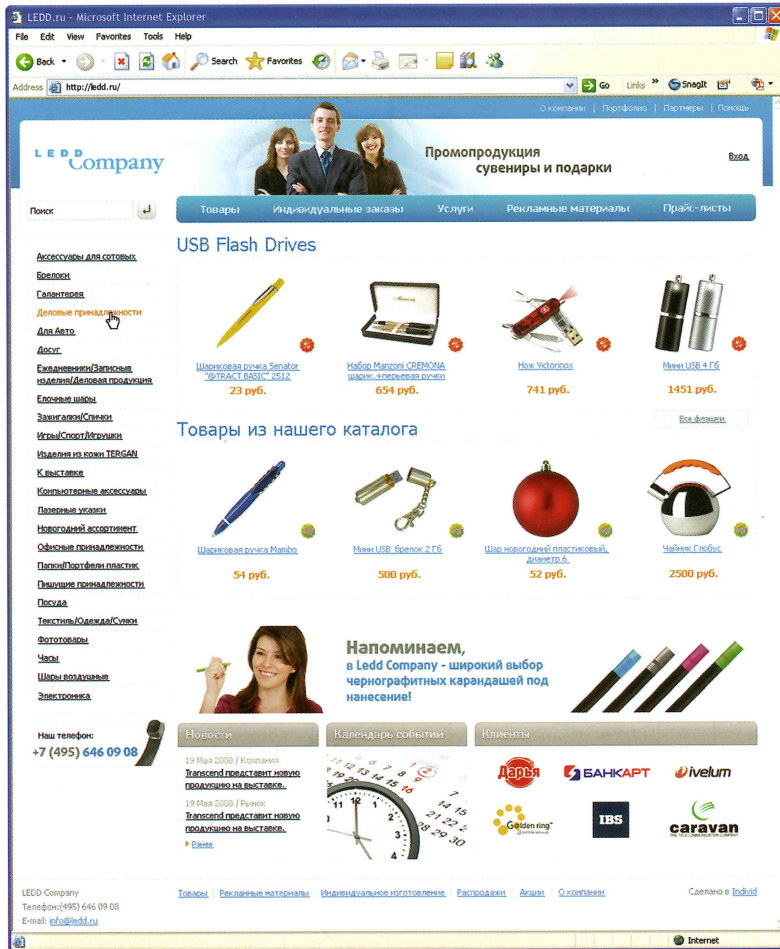 LEDD.ru - Microsoft Internet Explorer
File Edit View Favorites Tools Help
Back Search Favorites
Address http://ledd.ru/ Go Links » SnagIt
О компании | Портфолио | Партнеры | Помощь
LEDD Company
Промопродукция
сувениры и подарки
Вход
Поиск
Товары Индивидуальные заказы Услуги Рекламные материалы Прайс-листы
Аксессуары для сотовых
Брелоки
Галантерея
Деловые принадлежности
Для Авто
Досуг
Ежедневники/Записные
изделия/Деловая продукция
Елочные шары
Зажигалки/Спички
Игры/Спорт/Игрушки
Изделия из кожи TERGAN
К выставке
Компьютерные аксессуары
Лазерные указки
Новогодний ассортимент
Офисные принадлежности
Папки/Портфели пластик
Пишущие принадлежности
Посуда
Текстиль/Одежда/Сумки
Фототовары
Часы
Шары воздушные
Электроника
Наш телефон:
+7 (495) 646 09 08
USB Flash Drives
Шариковая ручка Senator
"@TRACT BASIC" 2512
23 руб.
Набор Manzoni CREMONA
шарик.+перьевая ручки
654 руб.
Нож Victorinox
741 руб.
Мини USB 4 Гб
1451 руб.
Все флэшки
Товары из нашего каталога
Шариковая ручка Mambo
54 руб.
Мини USB брелок 2 Гб
500 руб.
Шар новогодний пластиковый,
диаметр 6
52 руб.
Чайник Глобус
2500 руб.
Напоминаем,
в Ledd Company - широкий выбор
чернографитных карандашей под
нанесение!
Новости
19 Мая 2008 / Компания
Transcend представит новую
продукцию на выставке.
19 Мая 2008 / Рынок
Transcend представит новую
продукцию на выставке.
Ранее
Календарь событий
Клиенты
Дарья
БАНКАРТ
ivelum
Golden ring
IBS
caravan
LEDD Company
Телефон:(495) 646 09 08
E-mail: info@ledd.ru
Товары | Рекламные материалы | Индивидуальное изготовление | Распродажи | Акции | О компании
Сделано в Individ
Internet